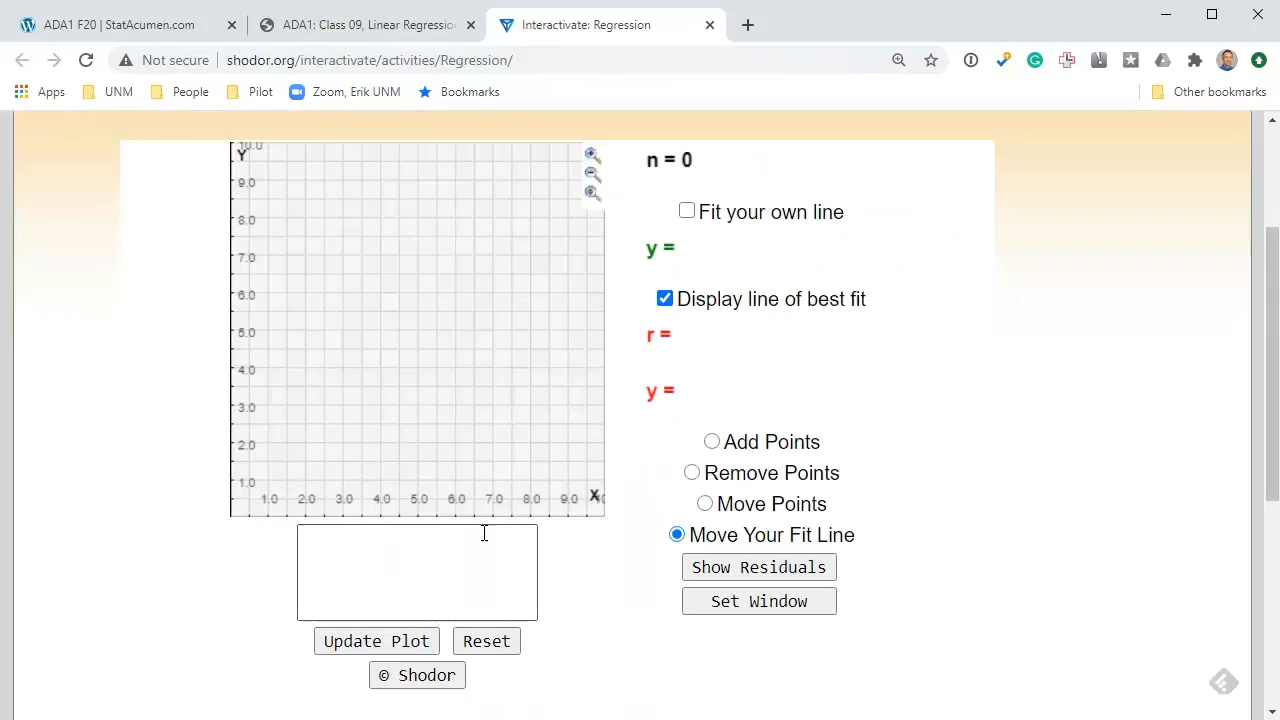 ADA1 F20 | StatAcumen.com
ADA1: Class 09, Linear Regressio
Interactivate: Regression
Not secure
shodor.org/interactivate/activities/Regression/
Apps
UNM
People
Pilot
Zoom, Erik UNM
Bookmarks
Other bookmarks
10.0
Y
9.0
8.0
7.0
6.0
5.0
4.0
3.0
2.0
1.0
1.0 2.0 3.0 4.0 5.0 6.0 7.0 8.0 9.0 X
n = 0
Fit your own line
y =
Display line of best fit
r =
y =
Add Points
Remove Points
Move Points
Move Your Fit Line
Show Residuals
Set Window
Update Plot
Reset
© Shodor